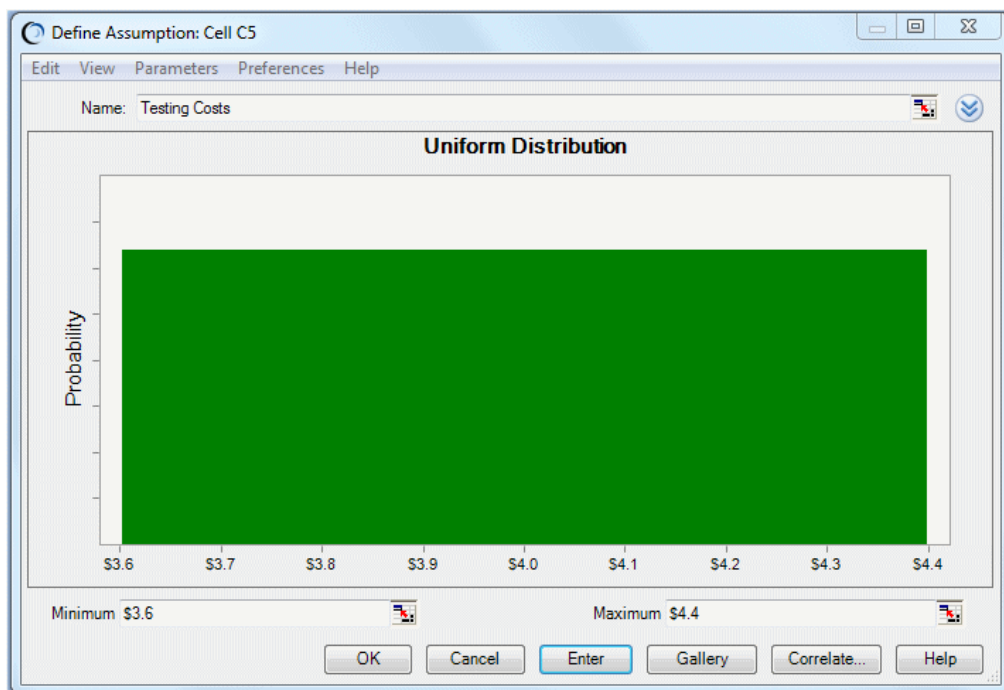 Define Assumption: Cell C5
Edit View Parameters Preferences Help
Name: Testing Costs
Uniform Distribution
Probability
$3.6 $3.7 $3.8 $3.9 $4.0 $4.1 $4.2 $4.3 $4.4
Minimum $3.6 Maximum $4.4
OK Cancel Enter Gallery Correlate... Help